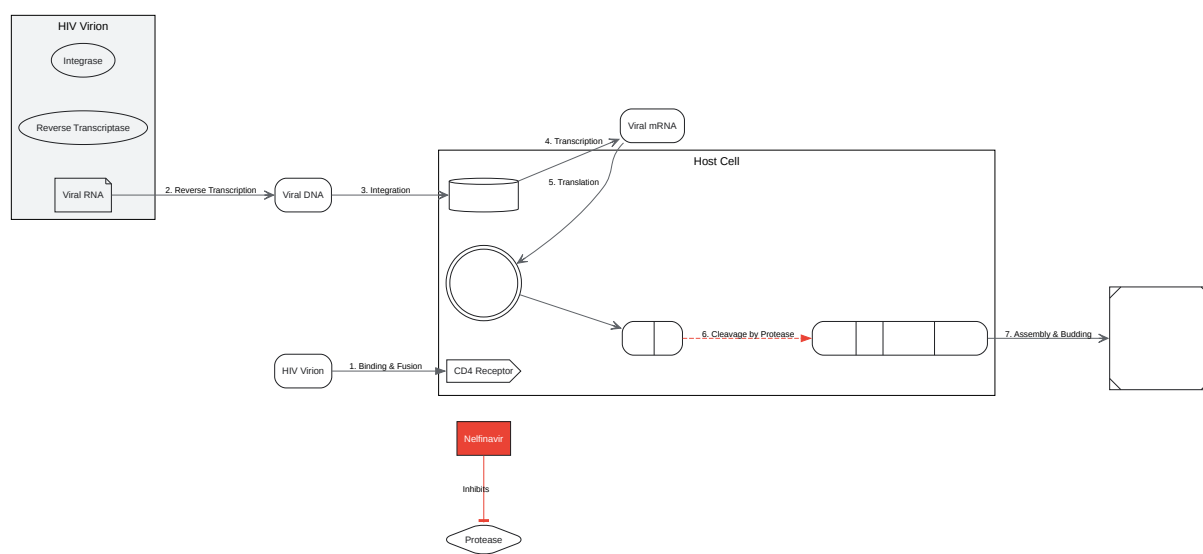 HIV Virion
Integrase
Reverse Transcriptase
Viral RNA
2. Reverse Transcription
Viral DNA
3. Integration
4. Transcription
Viral mRNA
Host Cell
5. Translation
6. Cleavage by Protease
7. Assembly & Budding
HIV Virion
1. Binding & Fusion
CD4 Receptor
Nelfinavir
Inhibits
Protease